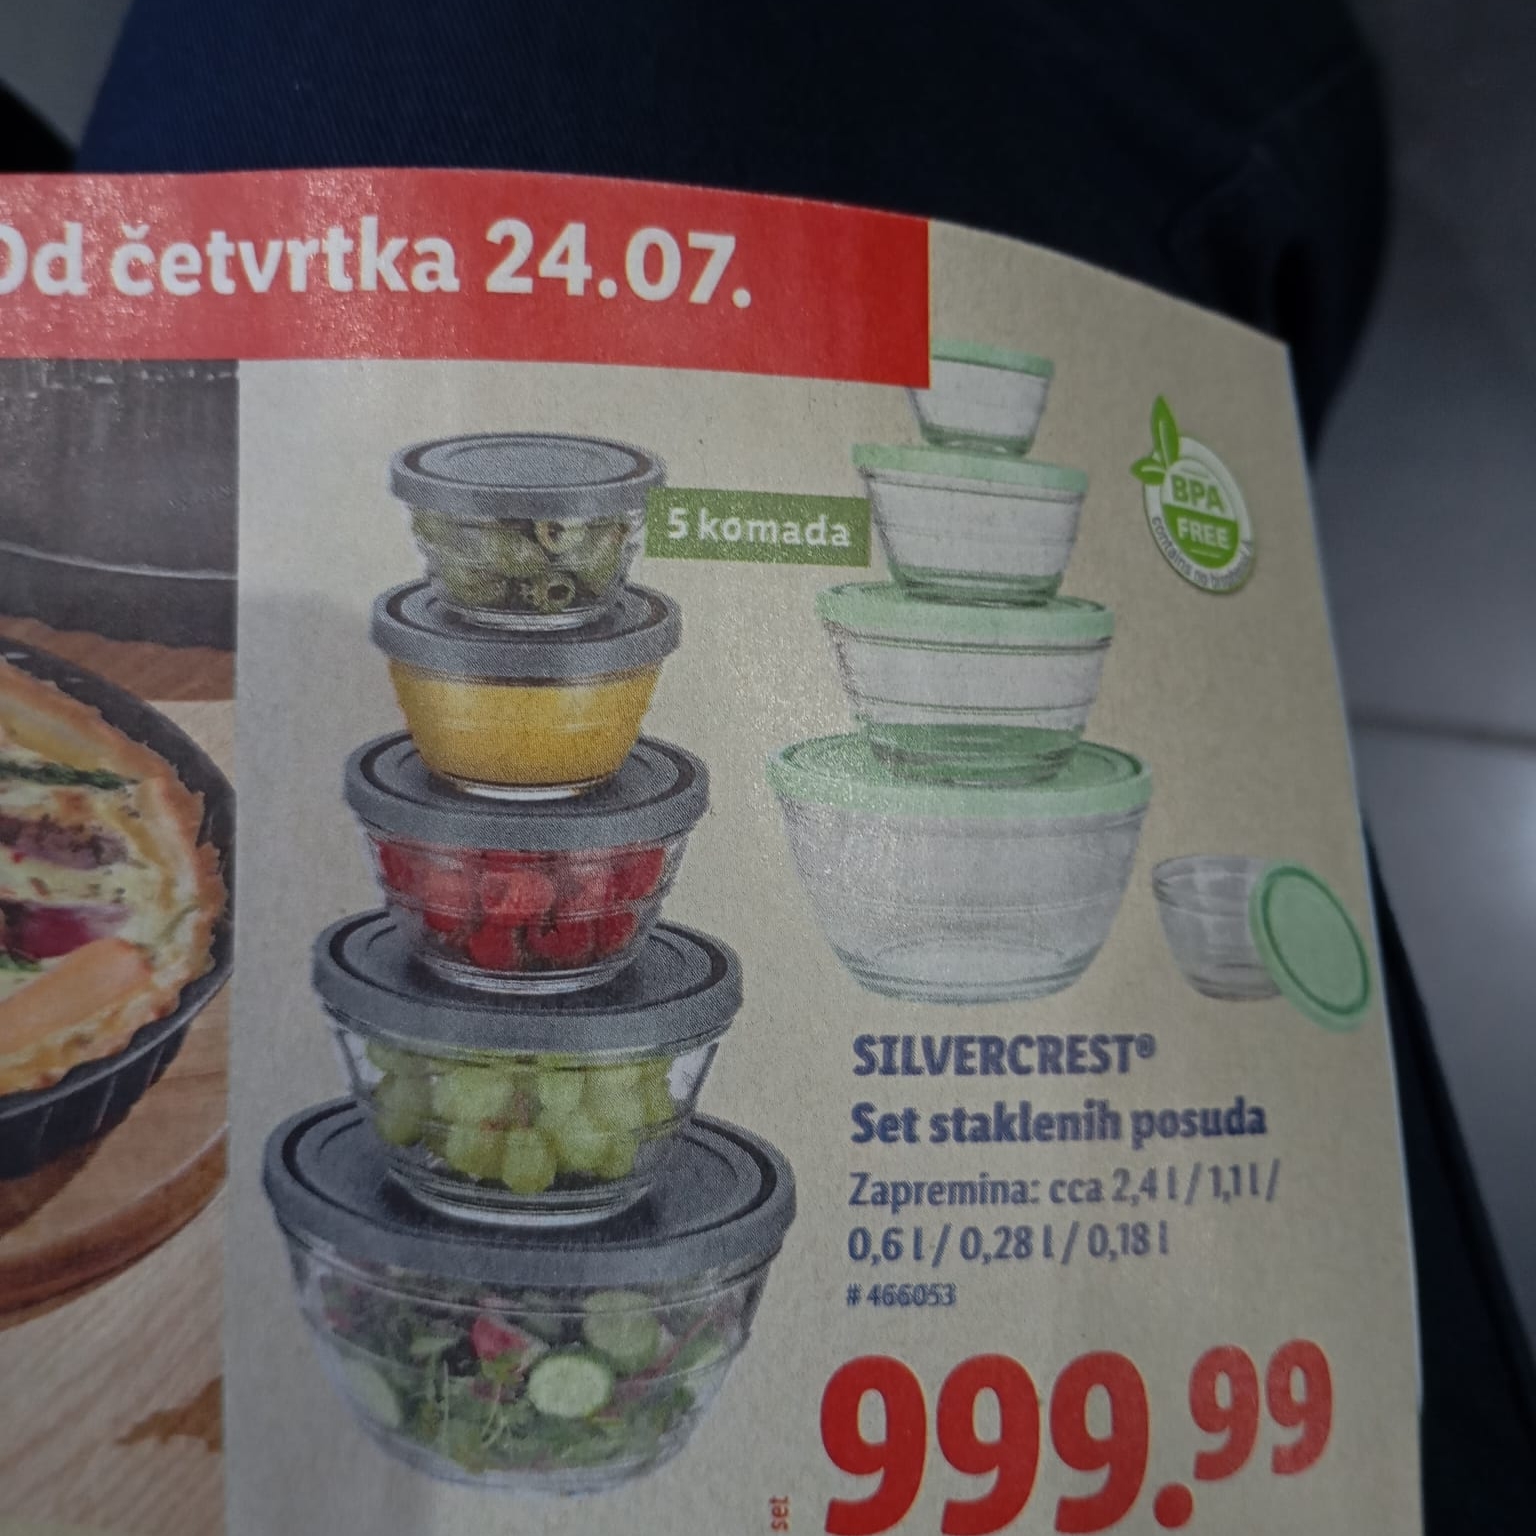 Od četvrtka 24.07.
5 komada
BPA
FREE
SILVERCREST®
Set staklenih posuda
Zapremina: cca 2,4 l / 1,1 l /
0,6 l / 0,28 l / 0,18 l
# 466053
set
999.99